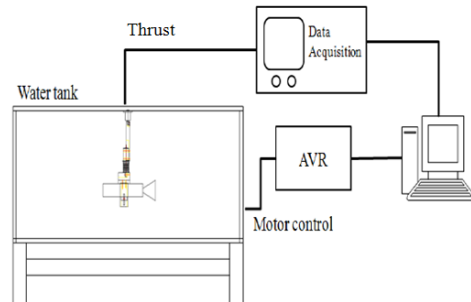 Thrust
Data
Acquisition
Water tank
AVR
Motor control